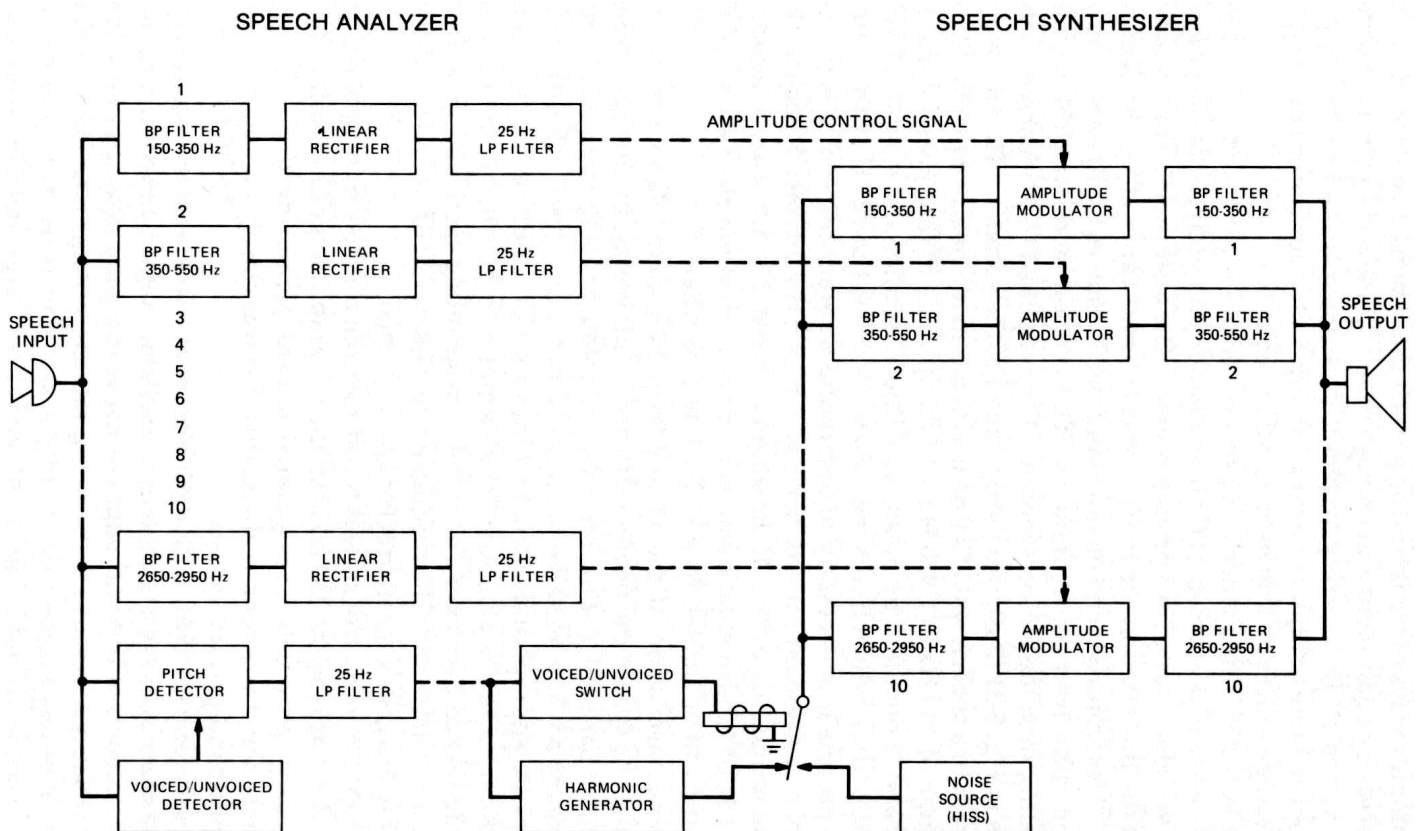 SPEECH ANALYZER
SPEECH SYNTHESIZER
1
BP FILTER
150-350 Hz
LINEAR
RECTIFIER
25 Hz
LP FILTER
AMPLITUDE CONTROL SIGNAL
BP FILTER
150-350 Hz
1
AMPLITUDE
MODULATOR
BP FILTER
150-350 Hz
1
2
BP FILTER
350-550 Hz
LINEAR
RECTIFIER
25 Hz
LP FILTER
BP FILTER
350-550 Hz
2
AMPLITUDE
MODULATOR
BP FILTER
350-550 Hz
2
SPEECH
INPUT
SPEECH
OUTPUT
3
4
5
6
7
8
9
10
BP FILTER
2650-2950 Hz
LINEAR
RECTIFIER
25 Hz
LP FILTER
BP FILTER
2650-2950 Hz
10
AMPLITUDE
MODULATOR
BP FILTER
2650-2950 Hz
10
PITCH
DETECTOR
25 Hz
LP FILTER
VOICED/UNVOICED
SWITCH
VOICED/UNVOICED
DETECTOR
HARMONIC
GENERATOR
NOISE
SOURCE
(HISS)